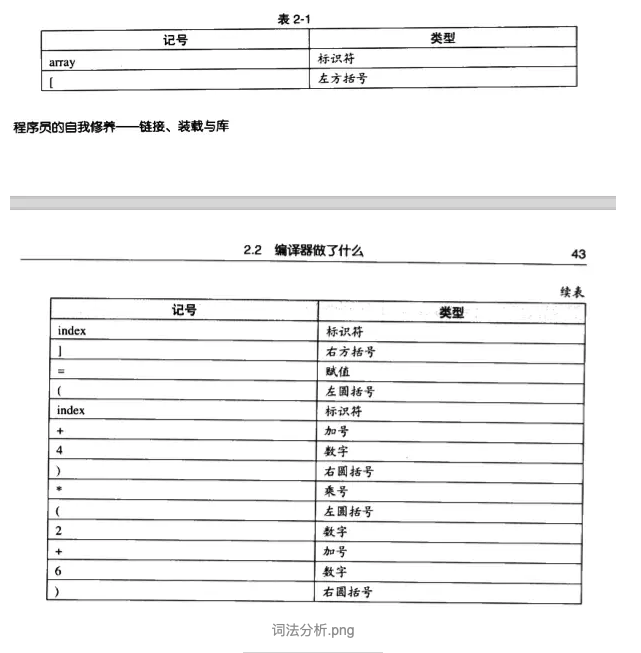 表 2-1
记号 类型
array 标识符
[ 左方括号
程序员的自我修养——链接、装载与库
2.2 编译器做了什么 43
续表
记号 类型
index 标识符
] 右方括号
= 赋值
( 左圆括号
index 标识符
+ 加号
4 数字
) 右圆括号
* 乘号
( 左圆括号
2 数字
+ 加号
6 数字
) 右圆括号
词法分析.png